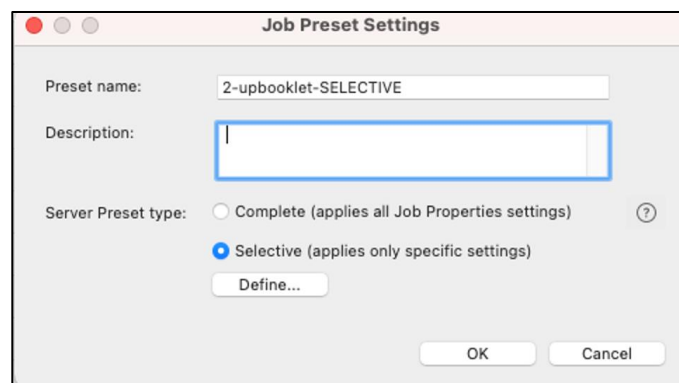 Job Preset Settings
Preset name: 2-upbooklet-SELECTIVE
Description:
Server Preset type: Complete (applies all Job Properties settings) ?
Selective (applies only specific settings)
Define...
OK Cancel